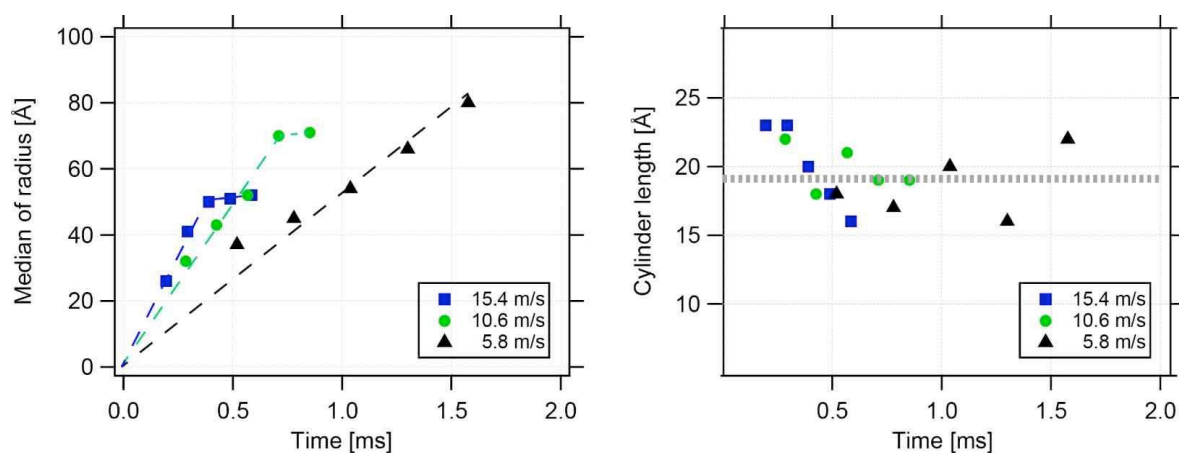 Median of radius [Å]
100
80
60
40
20
0
0.0 0.5 1.0 1.5 2.0
Time [ms]
15.4 m/s
10.6 m/s
5.8 m/s
Cylinder length [Å]
25
20
15
10
0.5 1.0 1.5 2.0
Time [ms]
15.4 m/s
10.6 m/s
5.8 m/s